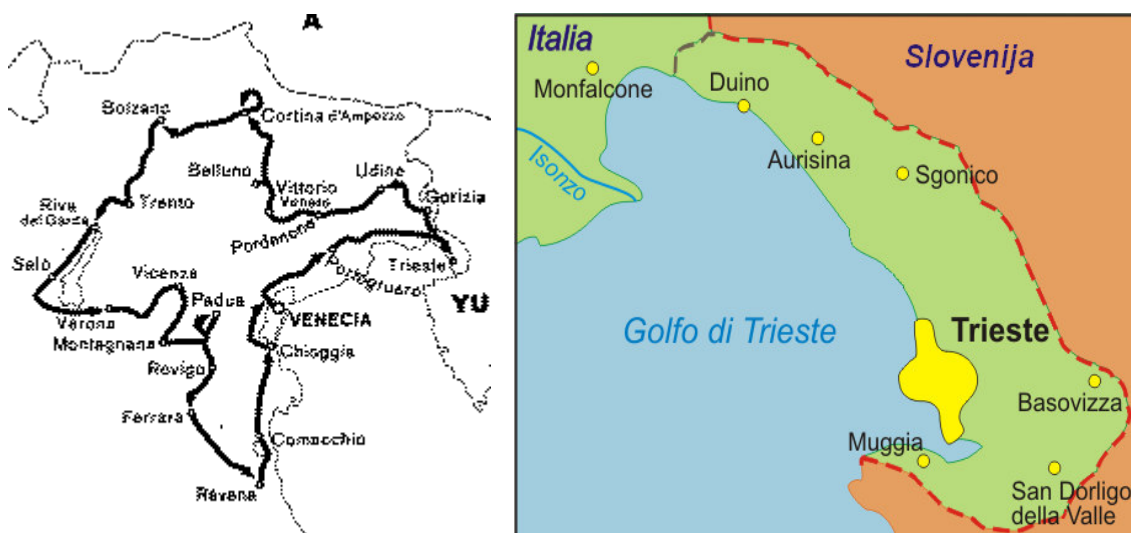 A
Bolzano
Cortina d'Ampezzo
Belluno
Vittorio
Veneto
Udine
Gorizia
Riva
del Garda
Trento
Pordenone
Salò
Vicenza
Trieste
Portogruaro
Padua
YU
Verona
VENECIA
Montagnana
Chioggia
Rovigo
Ferrara
Comacchio
Ravena
Italia
Slovenija
Monfalcone
Duino
Isonzo
Aurisina
Sgonico
Golfo di Trieste
Trieste
Basovizza
Muggia
San Dorligo
della Valle